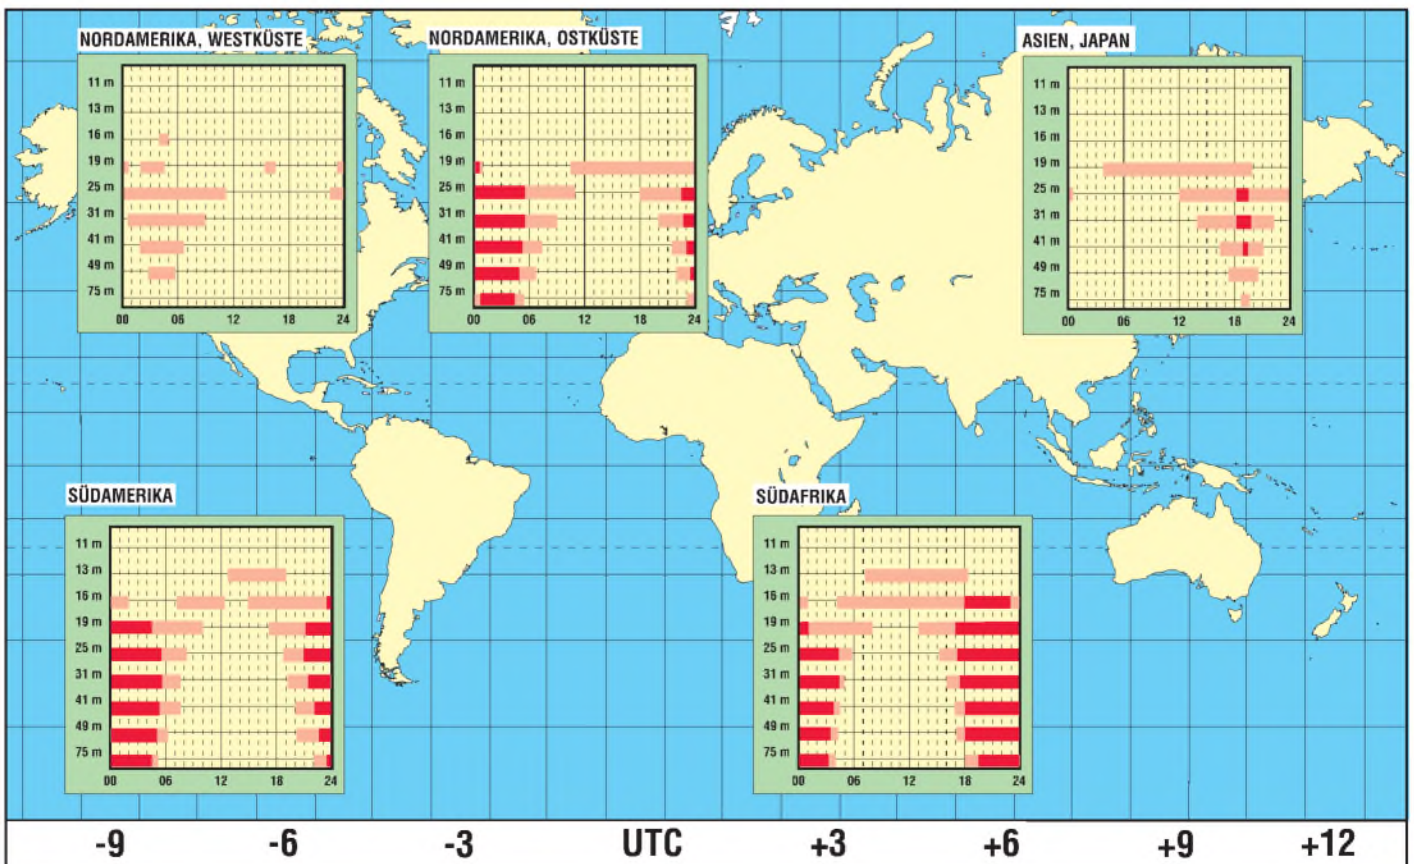 NORDAMERIKA, WESTKÜSTE
11 m
13 m
16 m
19 m
25 m
31 m
41 m
49 m
75 m
00 06 12 18 24
NORDAMERIKA, OSTKÜSTE
11 m
13 m
16 m
19 m
25 m
31 m
41 m
49 m
75 m
00 06 12 18 24
ASIEN, JAPAN
11 m
13 m
16 m
19 m
25 m
31 m
41 m
49 m
75 m
00 06 12 18 24
SÜDAMERIKA
11 m
13 m
16 m
19 m
25 m
31 m
41 m
49 m
75 m
00 06 12 18 24
SÜDAFRIKA
11 m
13 m
16 m
19 m
25 m
31 m
41 m
49 m
75 m
00 06 12 18 24
-9 -6 -3 UTC +3 +6 +9 +12